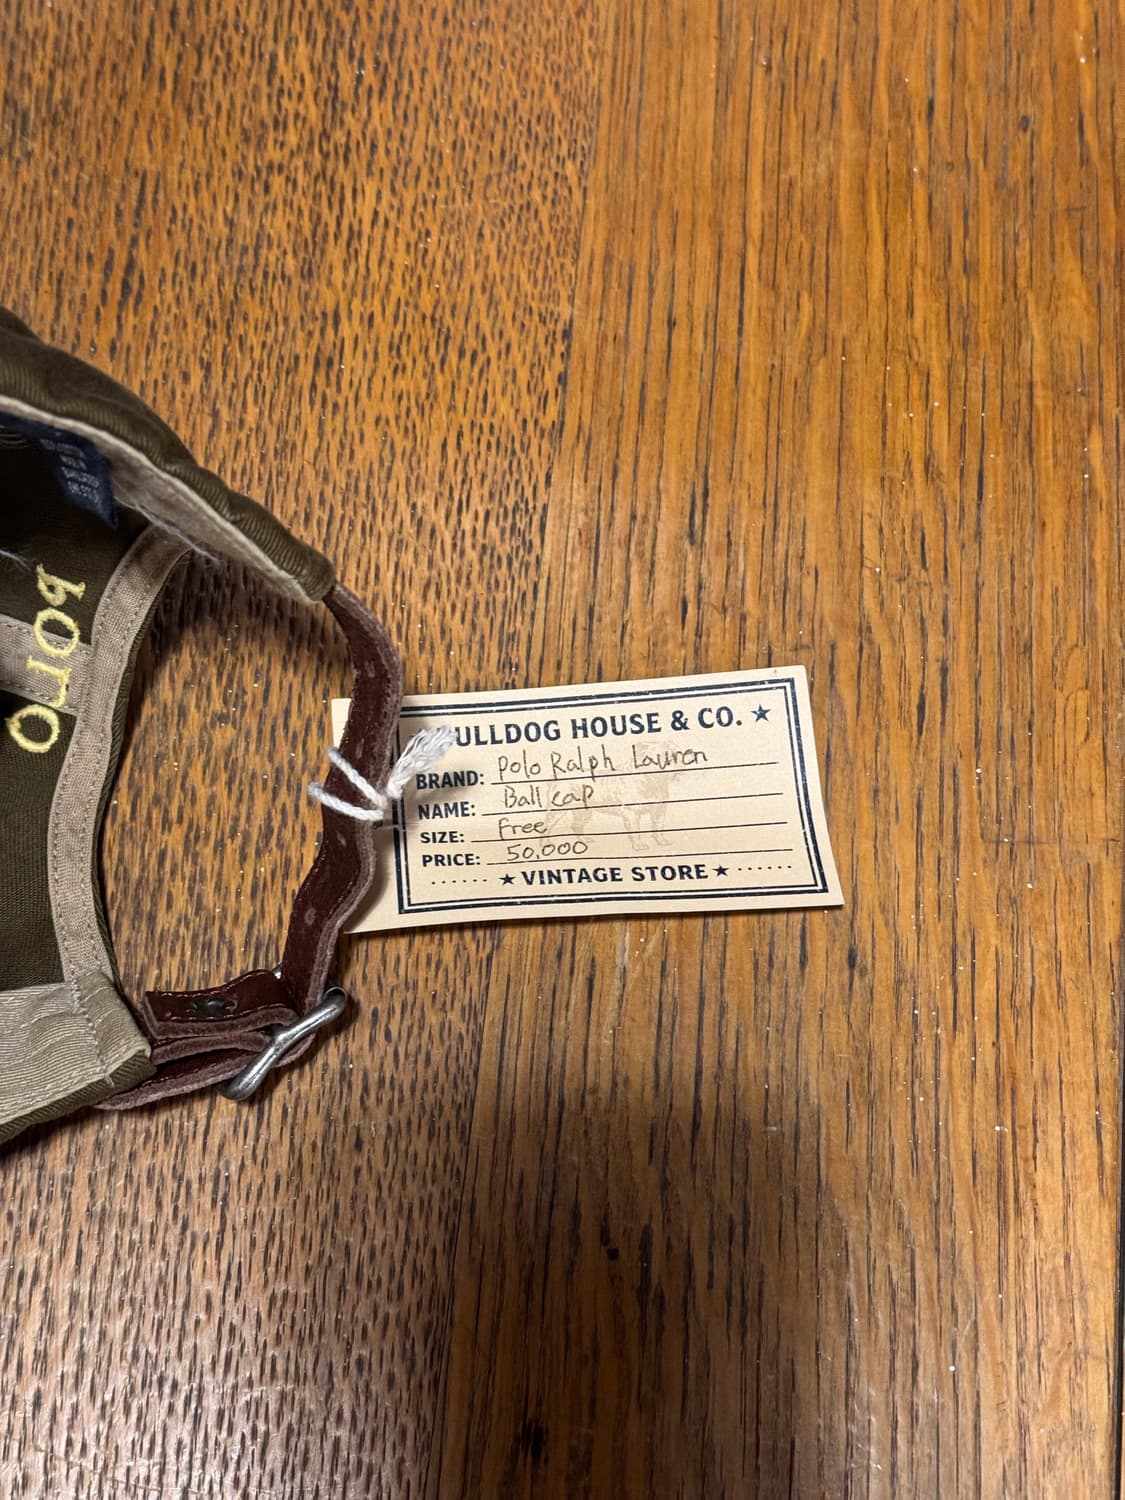 BULLDOG HOUSE & CO. ★
BRAND: Polo Ralph Lauren
NAME: Ball cap
SIZE: Free
PRICE: 50,000
...... ★ VINTAGE STORE ★ ......
POLO